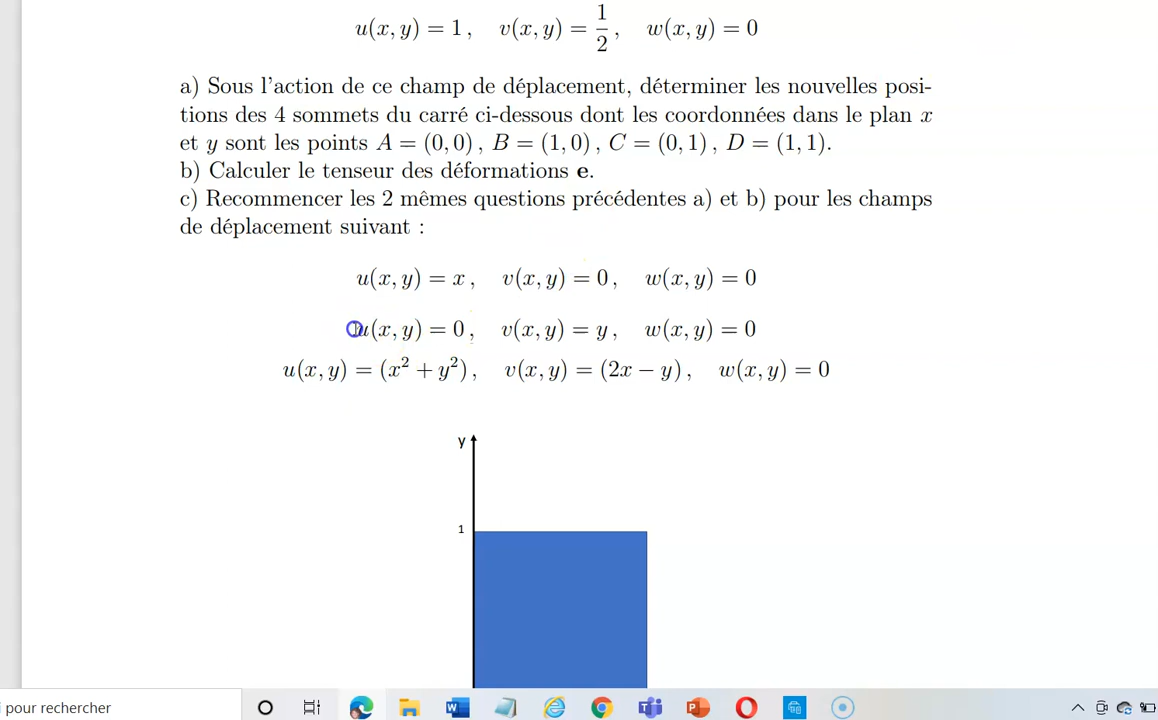 u(x, y) = 1 ,   v(x, y) = 1/2 ,   w(x, y) = 0
a) Sous l'action de ce champ de déplacement, déterminer les nouvelles posi-
tions des 4 sommets du carré ci-dessous dont les coordonnées dans le plan x
et y sont les points A = (0, 0) , B = (1, 0) , C = (0, 1) , D = (1, 1).
b) Calculer le tenseur des déformations e.
c) Recommencer les 2 mêmes questions précédentes a) et b) pour les champs
de déplacement suivant :
u(x, y) = x ,   v(x, y) = 0 ,   w(x, y) = 0
u(x, y) = 0 ,   v(x, y) = y ,   w(x, y) = 0
u(x, y) = (x² + y²) ,   v(x, y) = (2x − y) ,   w(x, y) = 0
y
1
pour rechercher